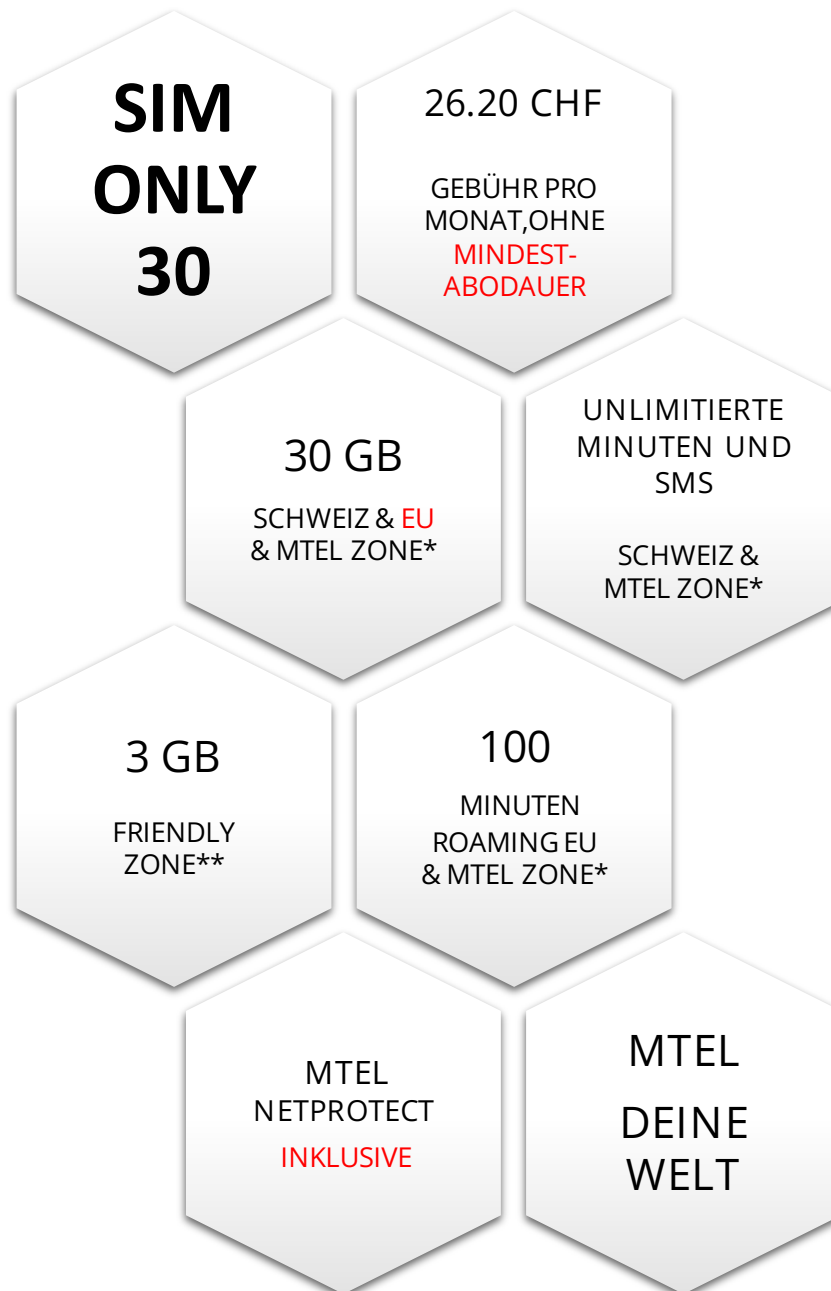 SIM
ONLY
30
26.20 CHF
GEBÜHR PRO
MONAT,OHNE
MINDEST-
ABODAUER
30 GB
SCHWEIZ & EU
& MTEL ZONE*
UNLIMITIERTE
MINUTEN UND
SMS
SCHWEIZ &
MTEL ZONE*
3 GB
FRIENDLY
ZONE**
100
MINUTEN
ROAMING EU
& MTEL ZONE*
MTEL
NETPROTECT
INKLUSIVE
MTEL
DEINE
WELT